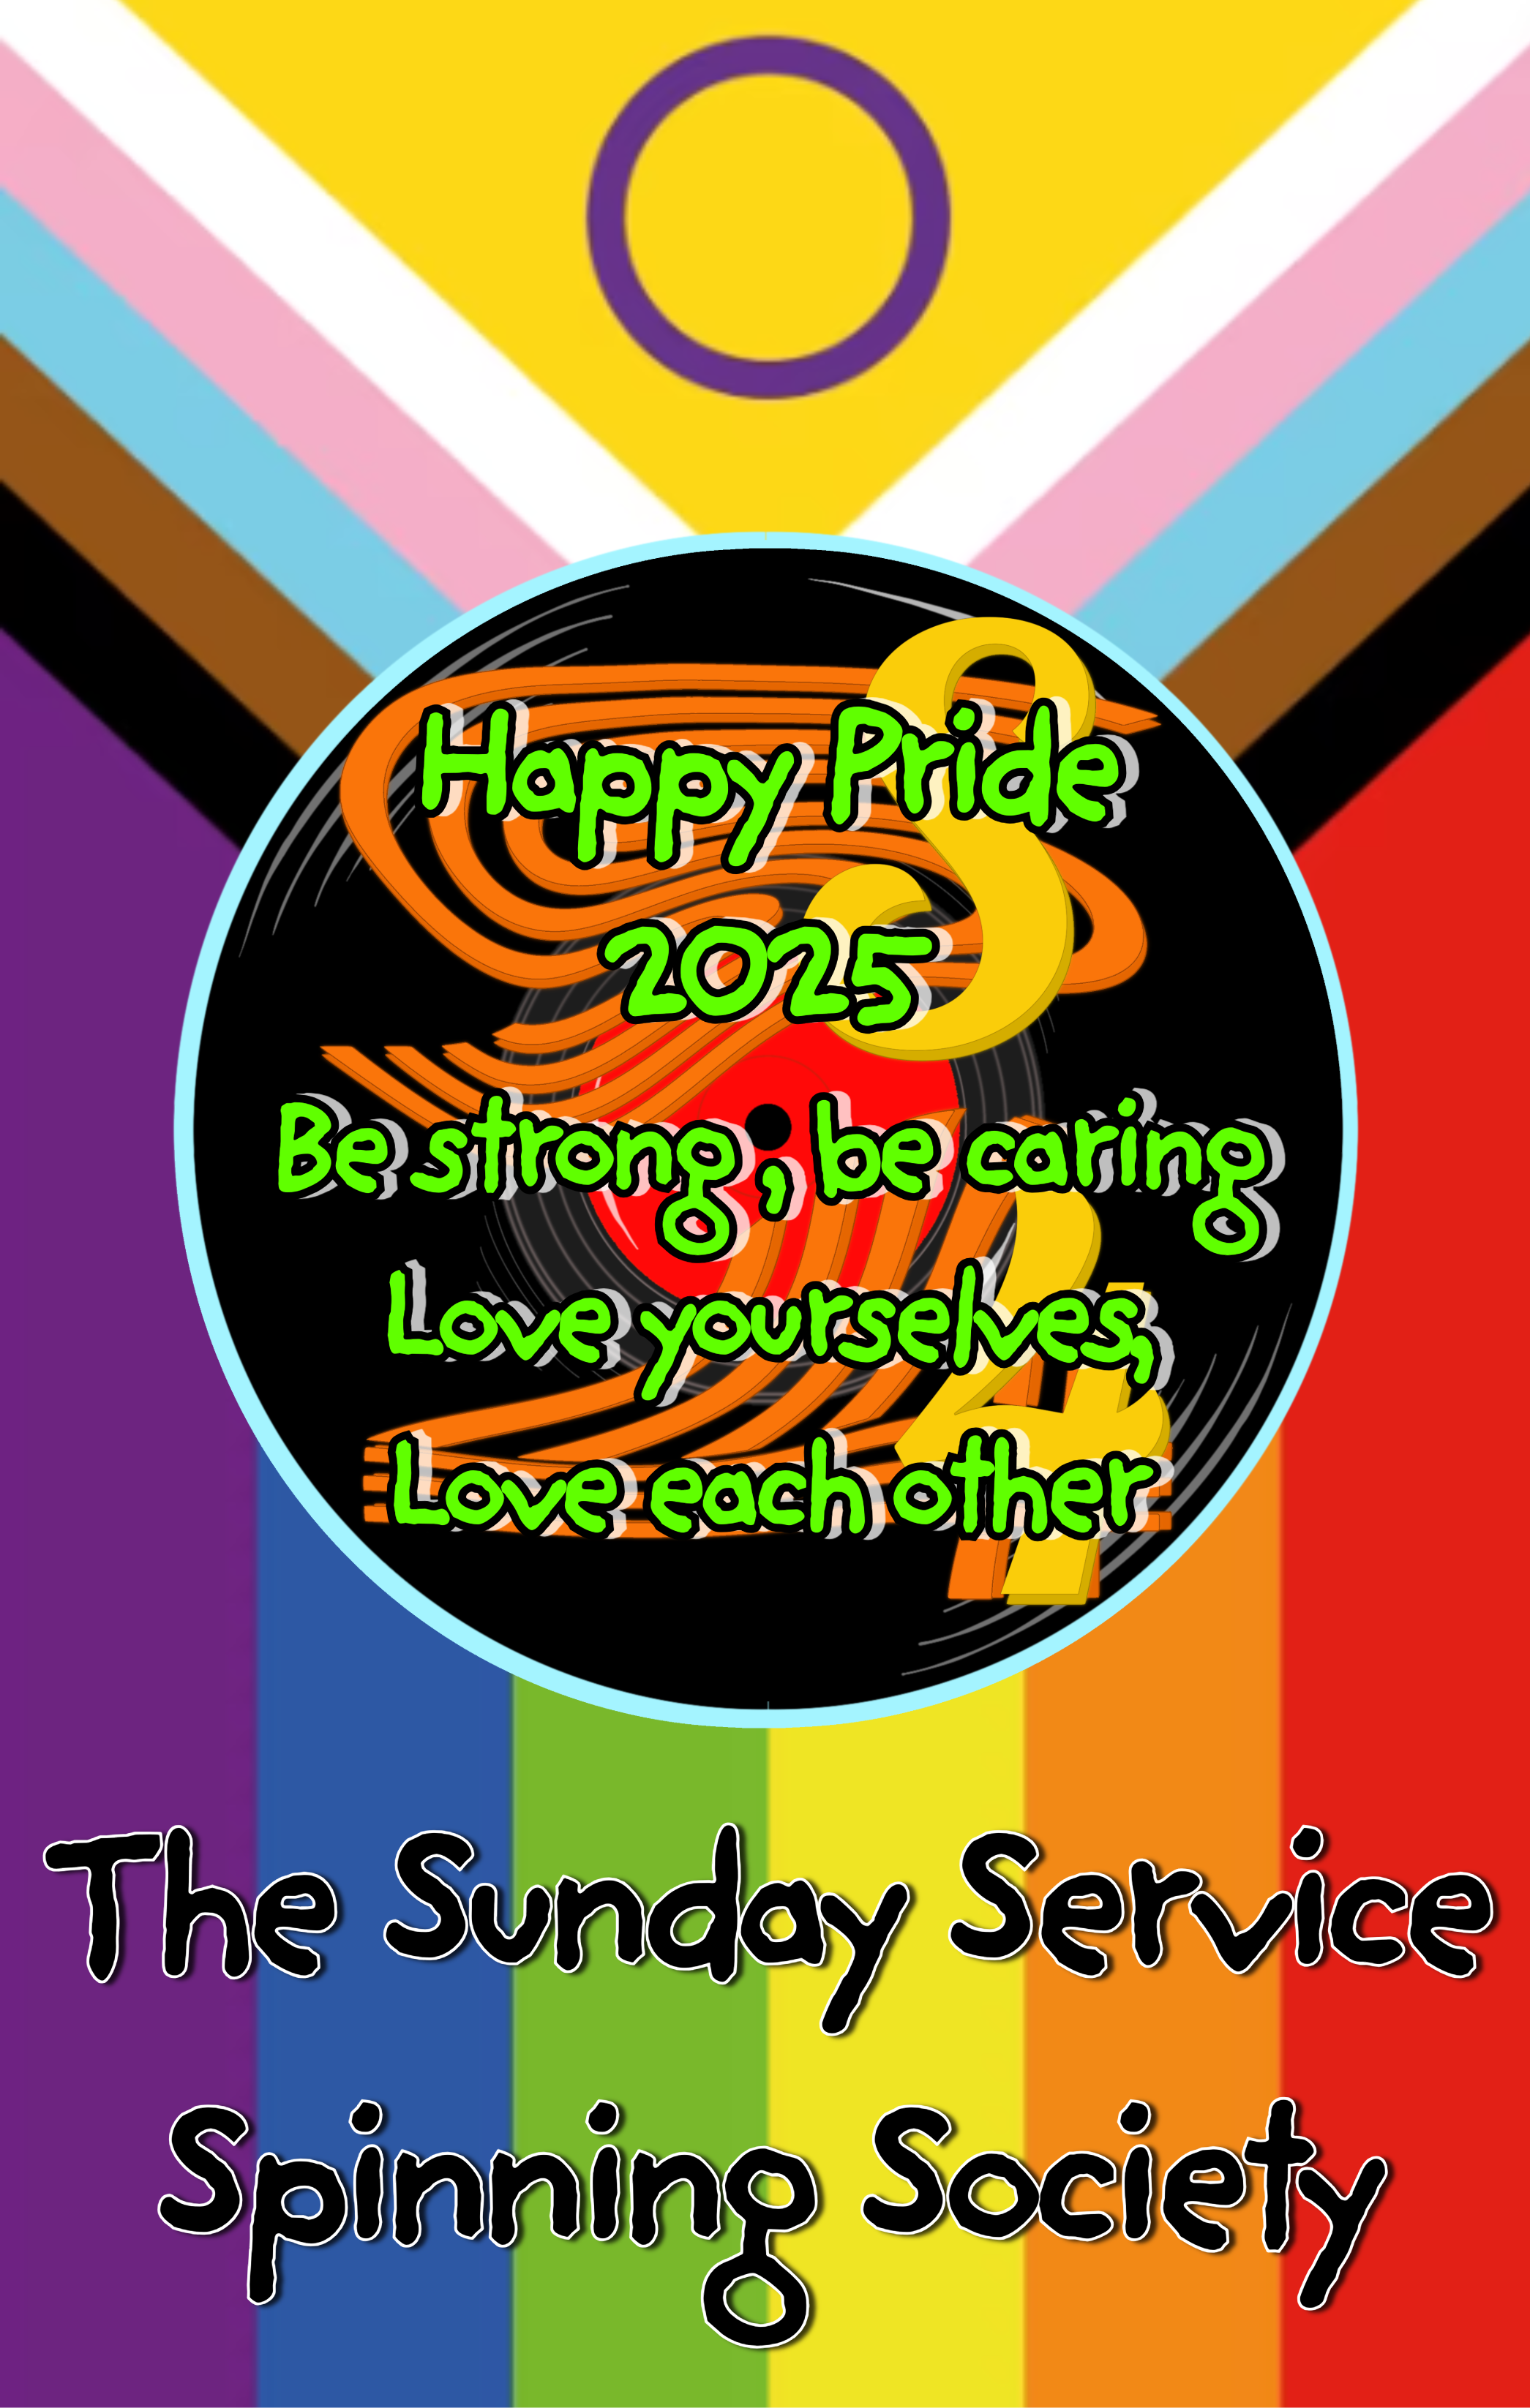 Happy Pride
2025
Be strong, be caring
Love yourselves,
Love each other
The Sunday Service
Spinning Society